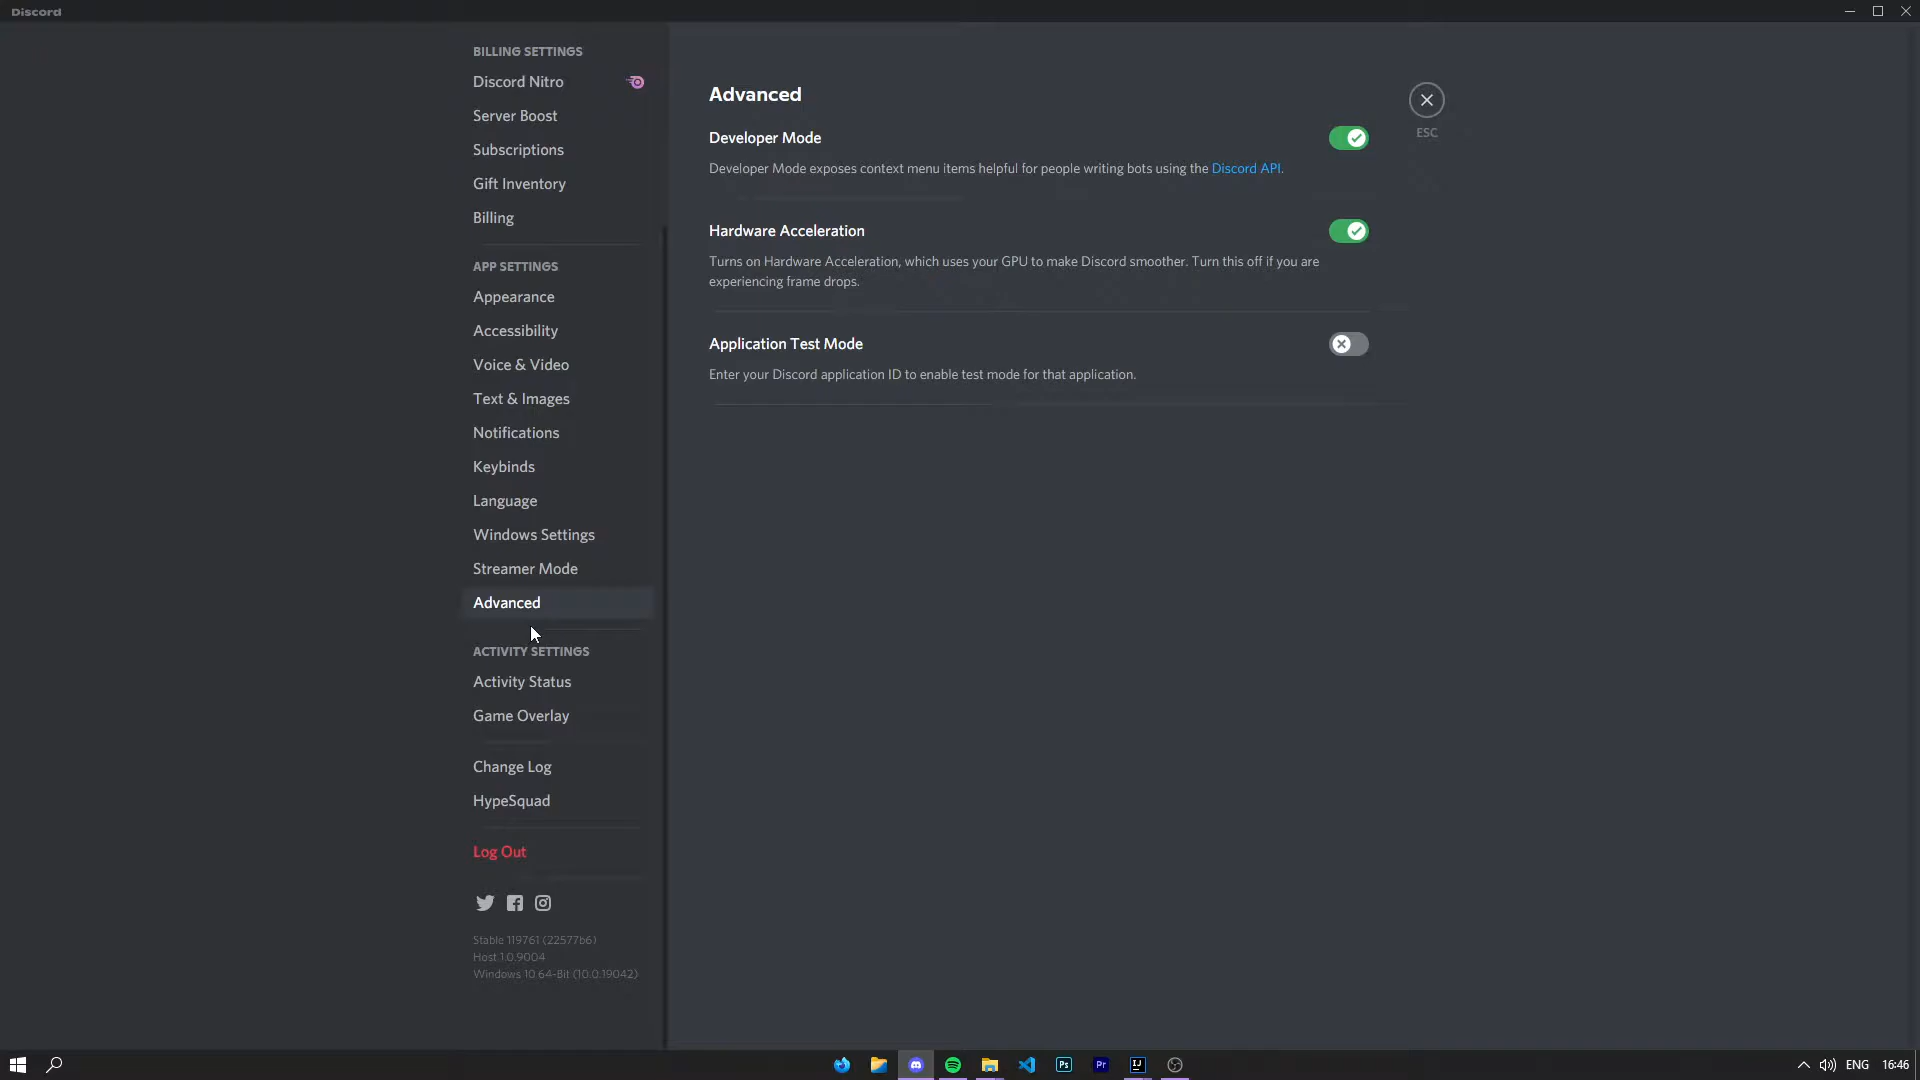 Discord
BILLING SETTINGS
Discord Nitro
Server Boost
Subscriptions
Gift Inventory
Billing
APP SETTINGS
Appearance
Accessibility
Voice & Video
Text & Images
Notifications
Keybinds
Language
Windows Settings
Streamer Mode
Advanced
ACTIVITY SETTINGS
Activity Status
Game Overlay
Change Log
HypeSquad
Log Out
Stable 119761 (22577b6)
Host 1.0.9004
Windows 10 64-Bit (10.0.19042)
Advanced
Developer Mode
Developer Mode exposes context menu items helpful for people writing bots using the Discord API.
Hardware Acceleration
Turns on Hardware Acceleration, which uses your GPU to make Discord smoother. Turn this off if you are
experiencing frame drops.
Application Test Mode
Enter your Discord application ID to enable test mode for that application.
ESC
Ps
Pr
IJ
ENG
16:46